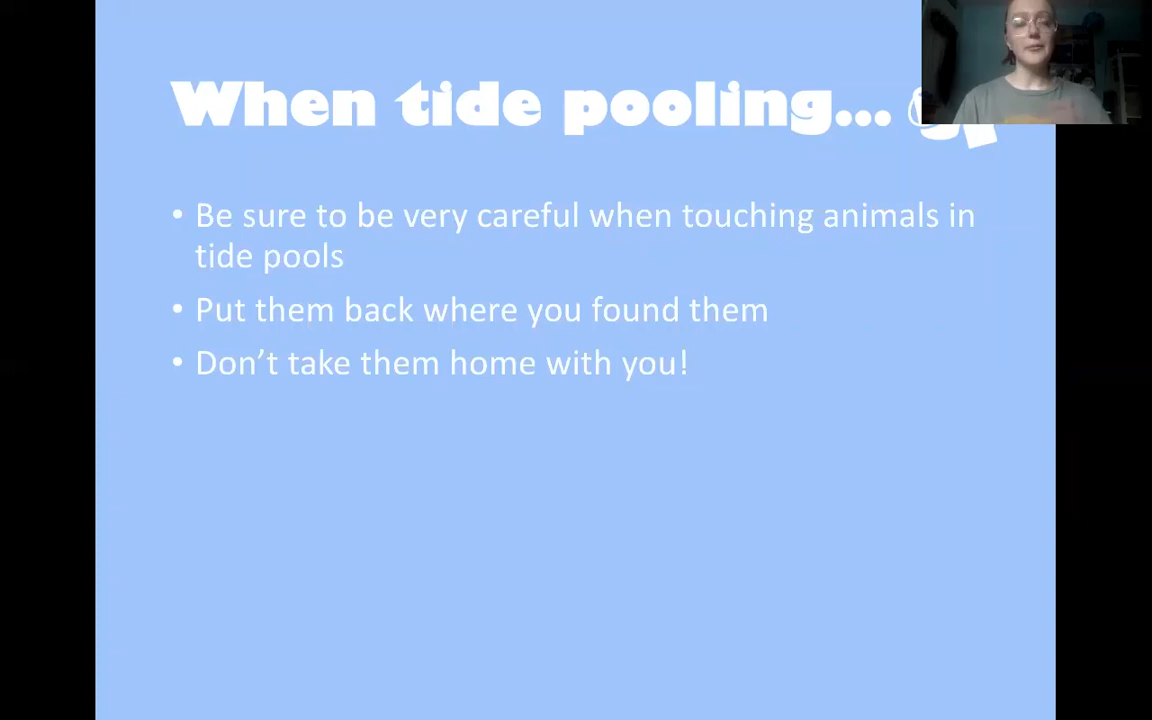 When tide pooling...
• Be sure to be very careful when touching animals in
tide pools
• Put them back where you found them
• Don't take them home with you!